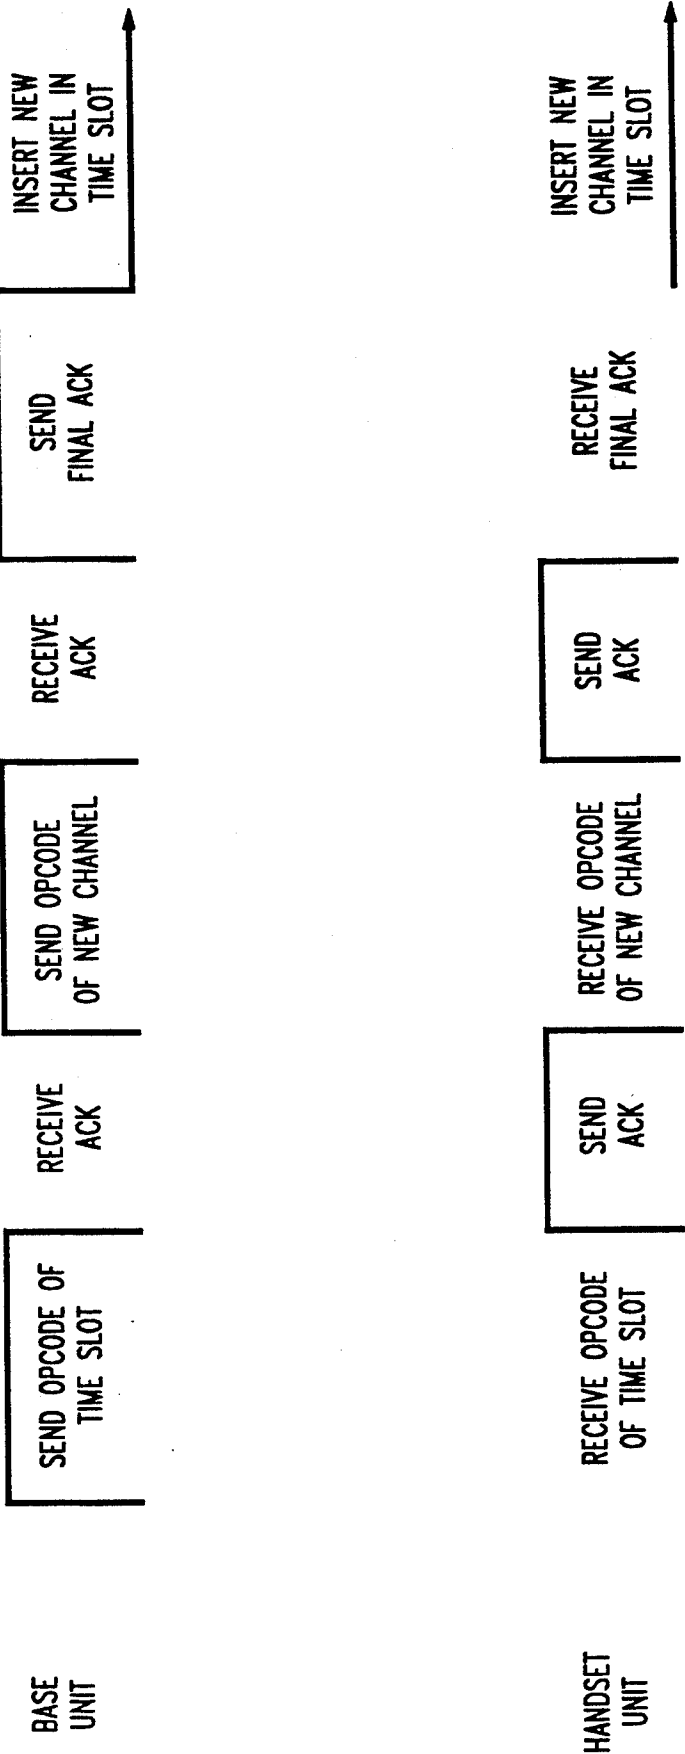 BASE
UNIT
SEND OPCODE OF
TIME SLOT
RECEIVE
ACK
SEND OPCODE
OF NEW CHANNEL
RECEIVE
ACK
SEND
FINAL ACK
INSERT NEW
CHANNEL IN
TIME SLOT
HANDSET
UNIT
RECEIVE OPCODE
OF TIME SLOT
SEND
ACK
RECEIVE OPCODE
OF NEW CHANNEL
SEND
ACK
RECEIVE
FINAL ACK
INSERT NEW
CHANNEL IN
TIME SLOT